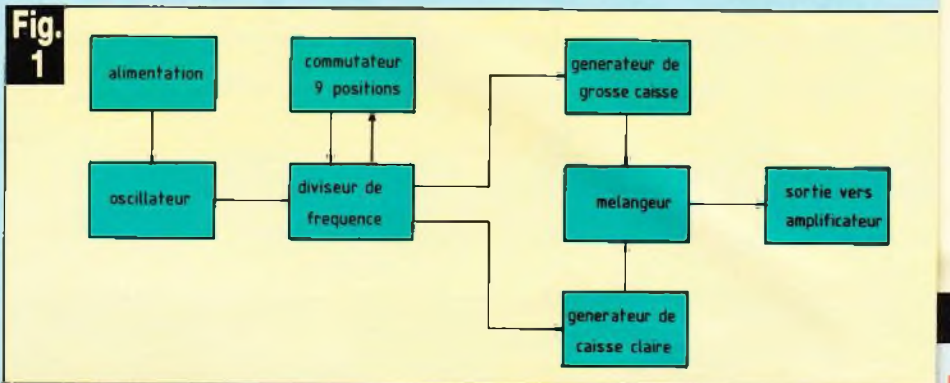 Fig.
1
alimentation
commutateur
9 positions
generateur de
grosse caisse
oscillateur
diviseur de
frequence
melangeur
sortie vers
amplificateur
generateur de
caisse claire